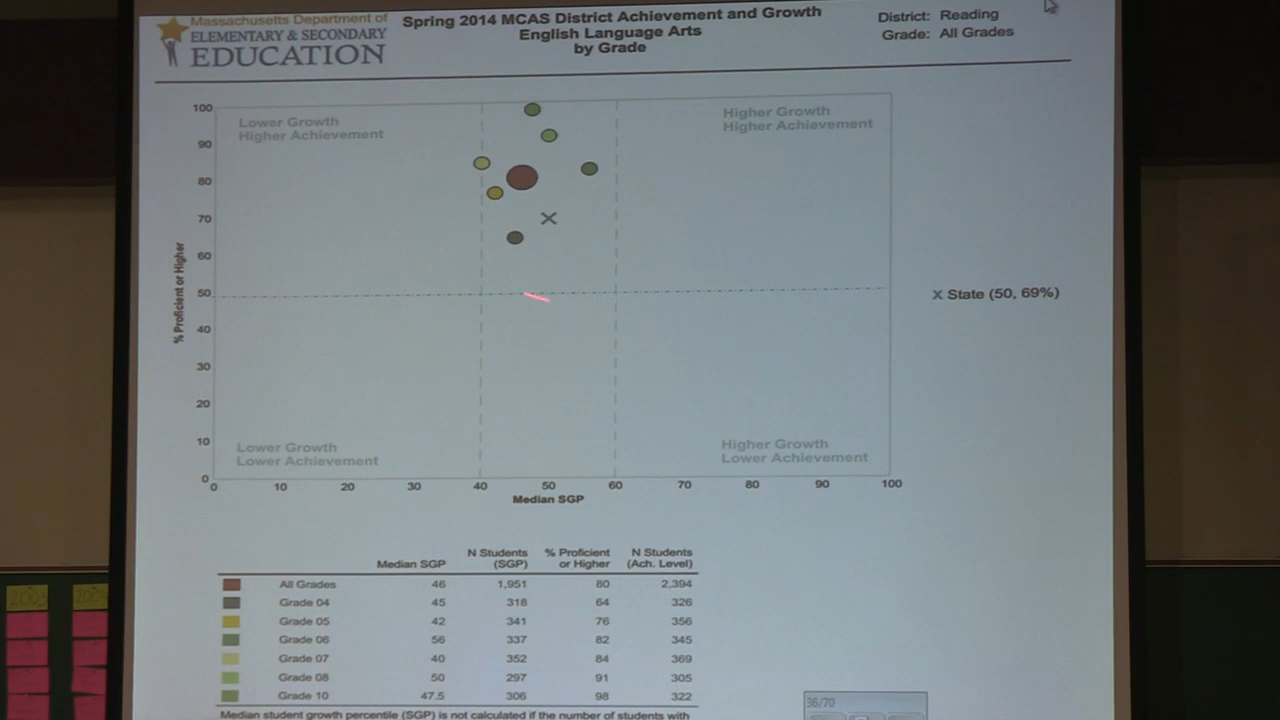 Massachusetts Department of
ELEMENTARY & SECONDARY
EDUCATION
Spring 2014 MCAS District Achievement and Growth
English Language Arts
by Grade
District: Reading
Grade: All Grades
Lower Growth
Higher Achievement
Higher Growth
Higher Achievement
100
90
80
70
60
50
40
30
20
10
0
% Proficient or Higher
X State (50, 69%)
Lower Growth
Lower Achievement
Higher Growth
Lower Achievement
0 10 20 30 40 50 60 70 80 90 100
Median SGP
Median SGP N Students (SGP) % Proficient or Higher N Students (Ach. Level)
All Grades 46 1,951 80 2,394
Grade 04 45 318 64 326
Grade 05 42 341 76 356
Grade 06 56 337 82 345
Grade 07 40 352 84 369
Grade 08 50 297 91 305
Grade 10 47.5 306 98 322
Median student growth percentile (SGP) is not calculated if the number of students with
36/70
2003
200